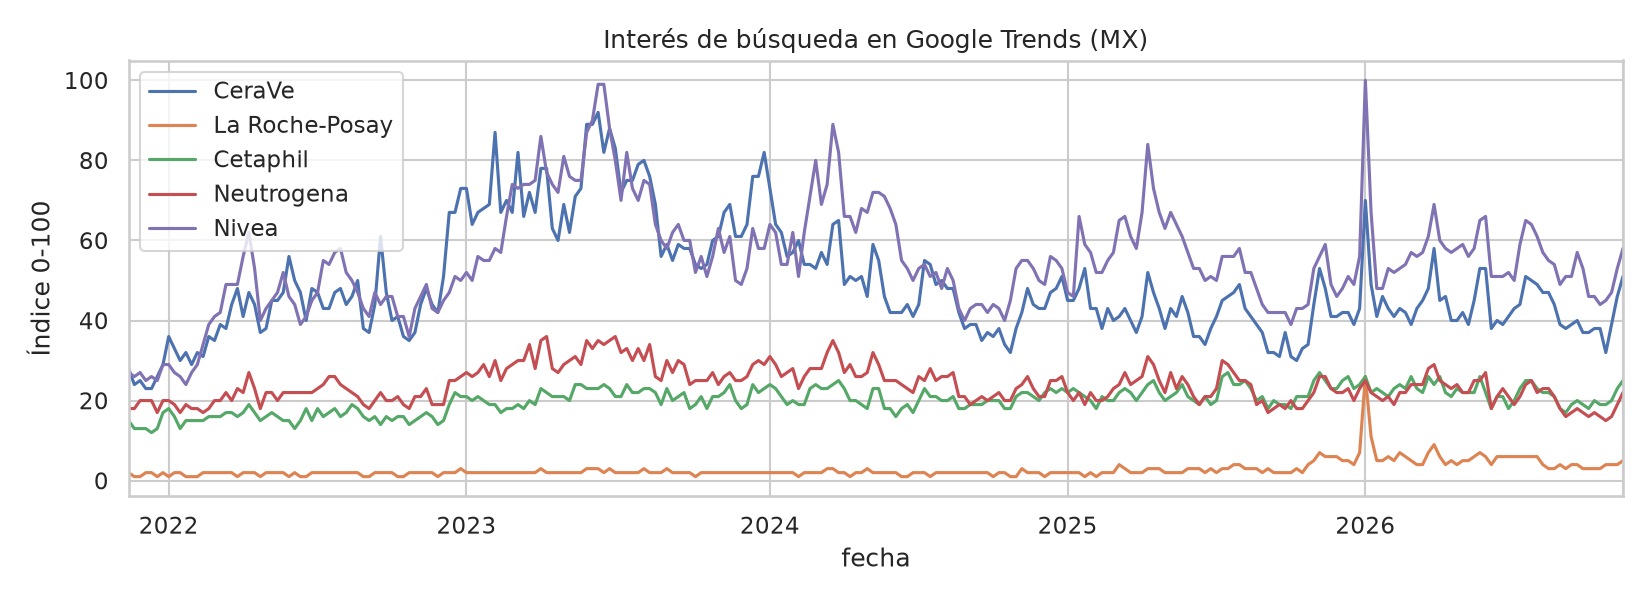 Interés de búsqueda en Google Trends (MX)
CeraVe
La Roche-Posay
Cetaphil
Neutrogena
Nivea
Índice 0-100
100
80
60
40
20
0
2022
2023
2024
2025
2026
fecha